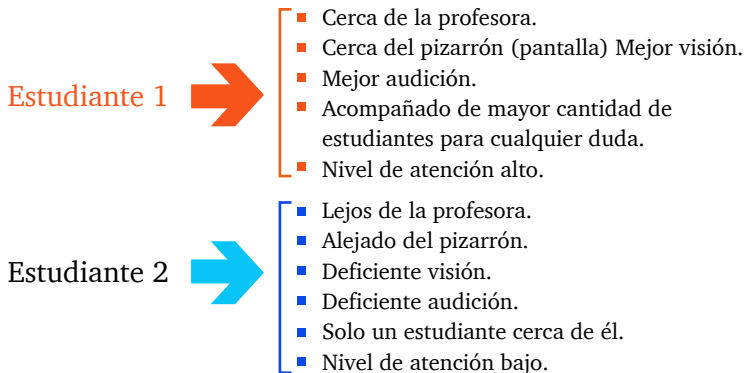 Estudiante 1
Cerca de la profesora.
Cerca del pizarrón (pantalla) Mejor visión.
Mejor audición.
Acompañado de mayor cantidad de
estudiantes para cualquier duda.
Nivel de atención alto.
Estudiante 2
Lejos de la profesora.
Alejado del pizarrón.
Deficiente visión.
Deficiente audición.
Solo un estudiante cerca de él.
Nivel de atención bajo.